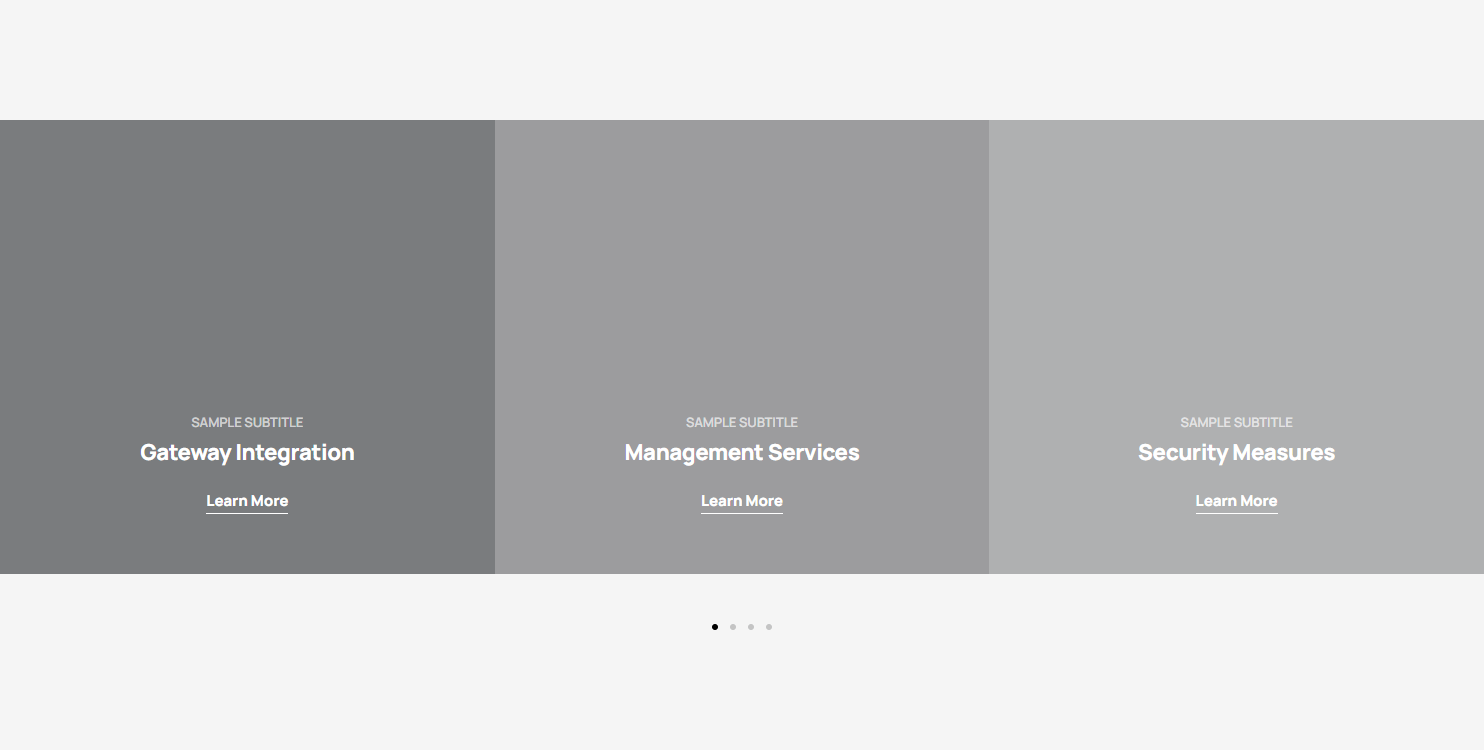 SAMPLE SUBTITLE
Gateway Integration
Learn More
SAMPLE SUBTITLE
Management Services
Learn More
SAMPLE SUBTITLE
Security Measures
Learn More